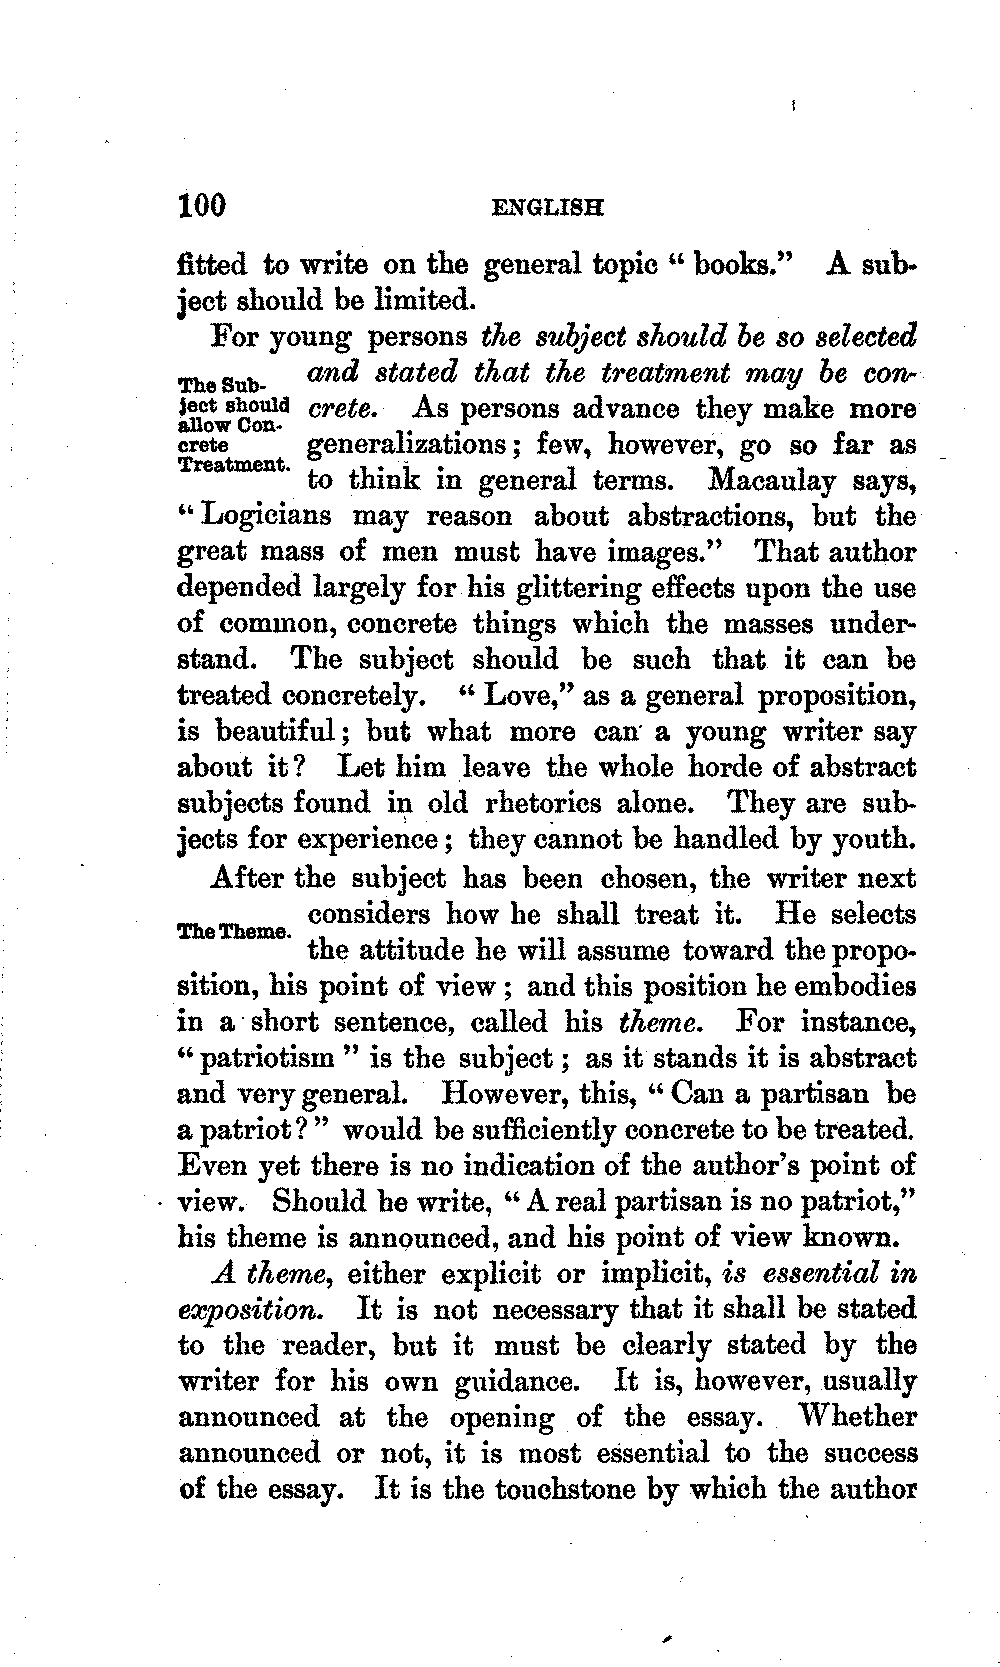 100 ENGLISH
fitted to write on the general topic “ books.” A sub-
ject should be limited.
For young persons the subject should be so selected
and stated that the treatment may be con-
crete. As persons advance they make more
generalizations; few, however, go so far as
to think in general terms. Macaulay says,
The Sub-
ject should
allow Con-
crete
Treatment.
“ Logicians may reason about abstractions, but the
great mass of men must have images.” That author
depended largely for his glittering effects upon the use
of common, concrete things which the masses under-
stand. The subject should be such that it can be
treated concretely. “ Love,” as a general proposition,
is beautiful; but what more can a young writer say
about it? Let him leave the whole horde of abstract
subjects found in old rhetorics alone. They are sub-
jects for experience; they cannot be handled by youth.
After the subject has been chosen, the writer next
considers how he shall treat it. He selects
The Theme.
the attitude he will assume toward the propo-
sition, his point of view; and this position he embodies
in a short sentence, called his theme. For instance,
“ patriotism ” is the subject; as it stands it is abstract
and very general. However, this, “ Can a partisan be
a patriot? ” would be sufficiently concrete to be treated.
Even yet there is no indication of the author’s point of
view. Should he write, “ A real partisan is no patriot,”
his theme is announced, and his point of view known.
A theme, either explicit or implicit, is essential in
exposition. It is not necessary that it shall be stated
to the reader, but it must be clearly stated by the
writer for his own guidance. It is, however, usually
announced at the opening of the essay. Whether
announced or not, it is most essential to the success
of the essay. It is the touchstone by which the author